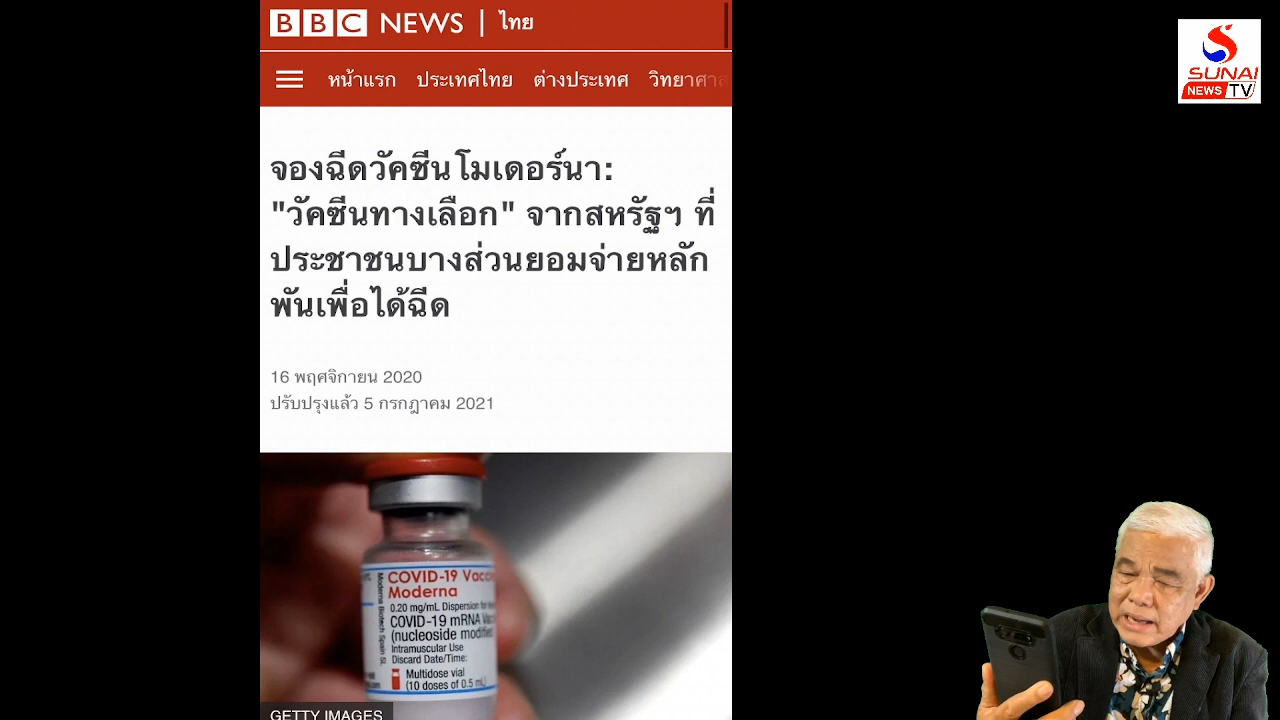 BBC NEWS | ไทย
หน้าแรก ประเทศไทย ต่างประเทศ
SUNAI
NEWS TV
จองฉีดวัคซีนโมเดอร์นา:
"วัคซีนทางเลือก" จากสหรัฐฯ ที่
ประชาชนบางส่วนยอมจ่ายหลัก
พันเพื่อได้ฉีด
16 พฤศจิกายน 2020
ปรับปรุงแล้ว 5 กรกฎาคม 2021
COVID-19
Moderna
0.20 mg/mL Dispersion
COVID-19 mRNA
(nucleoside
Intramuscular Use
Discard Date/Time:
Multidose vial
(10 doses of 0.5 mL)
Moderna Biotech Spain
GETTY IMAGES